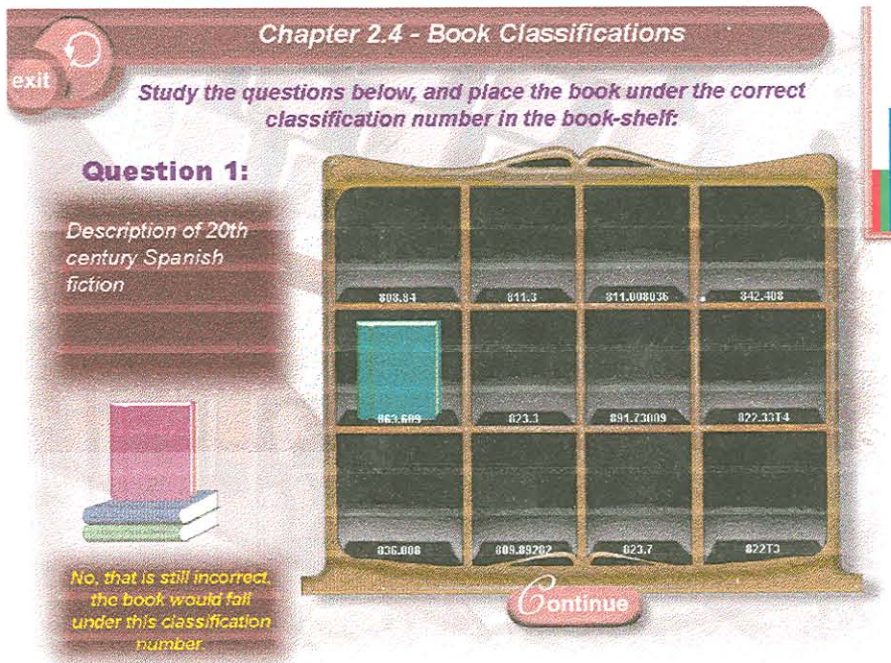 Chapter 2.4 - Book Classifications
exit
Study the questions below, and place the book under the correct
classification number in the book-shelf:
Question 1:
Description of 20th
century Spanish
fiction
808.84
811.3
811.008036
842.408
863.609
823.3
891.73009
822.33T4
836.008
809.89282
823.7
822T3
No, that is still incorrect,
the book would fall
under this classification
number.
Continue